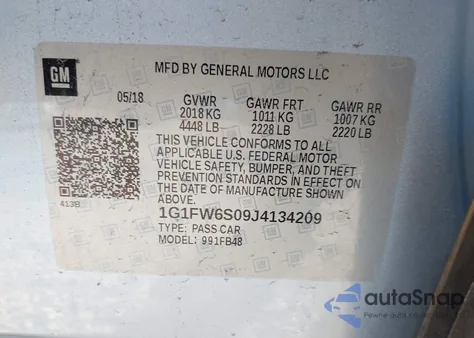 GM
MFD BY GENERAL MOTORS LLC
05/18 GVWR GAWR FRT GAWR RR
2018 KG 1011 KG 1007 KG
4448 LB 2228 LB 2220 LB
THIS VEHICLE CONFORMS TO ALL
APPLICABLE U.S. FEDERAL MOTOR
VEHICLE SAFETY, BUMPER, AND THEFT
PREVENTION STANDARDS IN EFFECT ON
THE DATE OF MANUFACTURE SHOWN
ABOVE.
413B
1G1FW6S09J4134209
TYPE: PASS CAR
MODEL: 991FB48
autoSnap